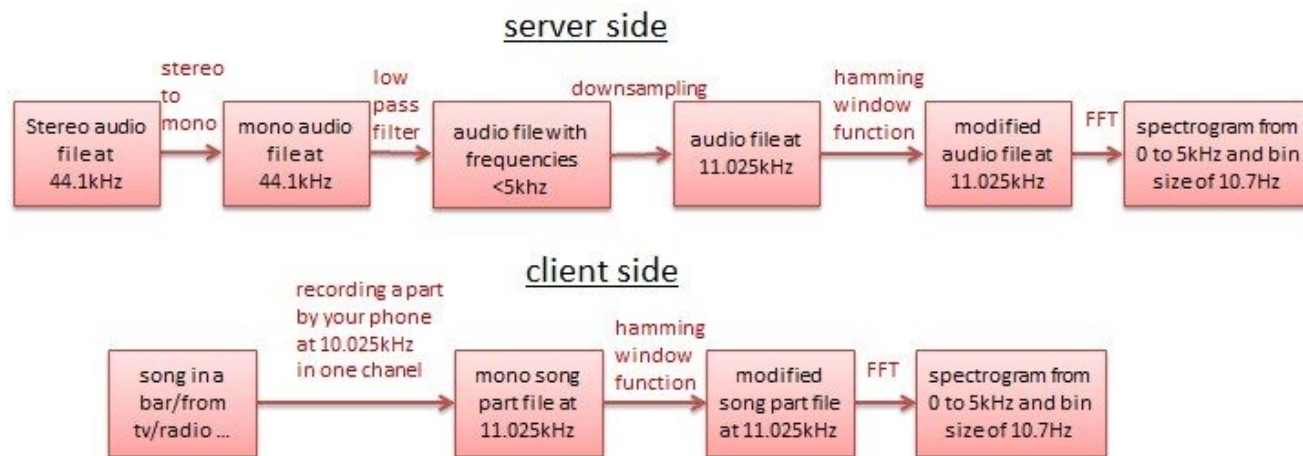 server side
stereo
to
mono
low
pass
filter
downsampling
hamming
window
function
FFT
Stereo audio
file at
44.1kHz
mono audio
file at
44.1kHz
audio file with
frequencies
<5khz
audio file at
11.025kHz
modified
audio file at
11.025kHz
spectrogram from
0 to 5kHz and bin
size of 10.7Hz
client side
recording a part
by your phone
at 10.025kHz
in one chanel
hamming
window
function
FFT
song in a
bar/from
tv/radio ...
mono song
part file at
11.025kHz
modified
song part file
at 11.025kHz
spectrogram from
0 to 5kHz and bin
size of 10.7Hz